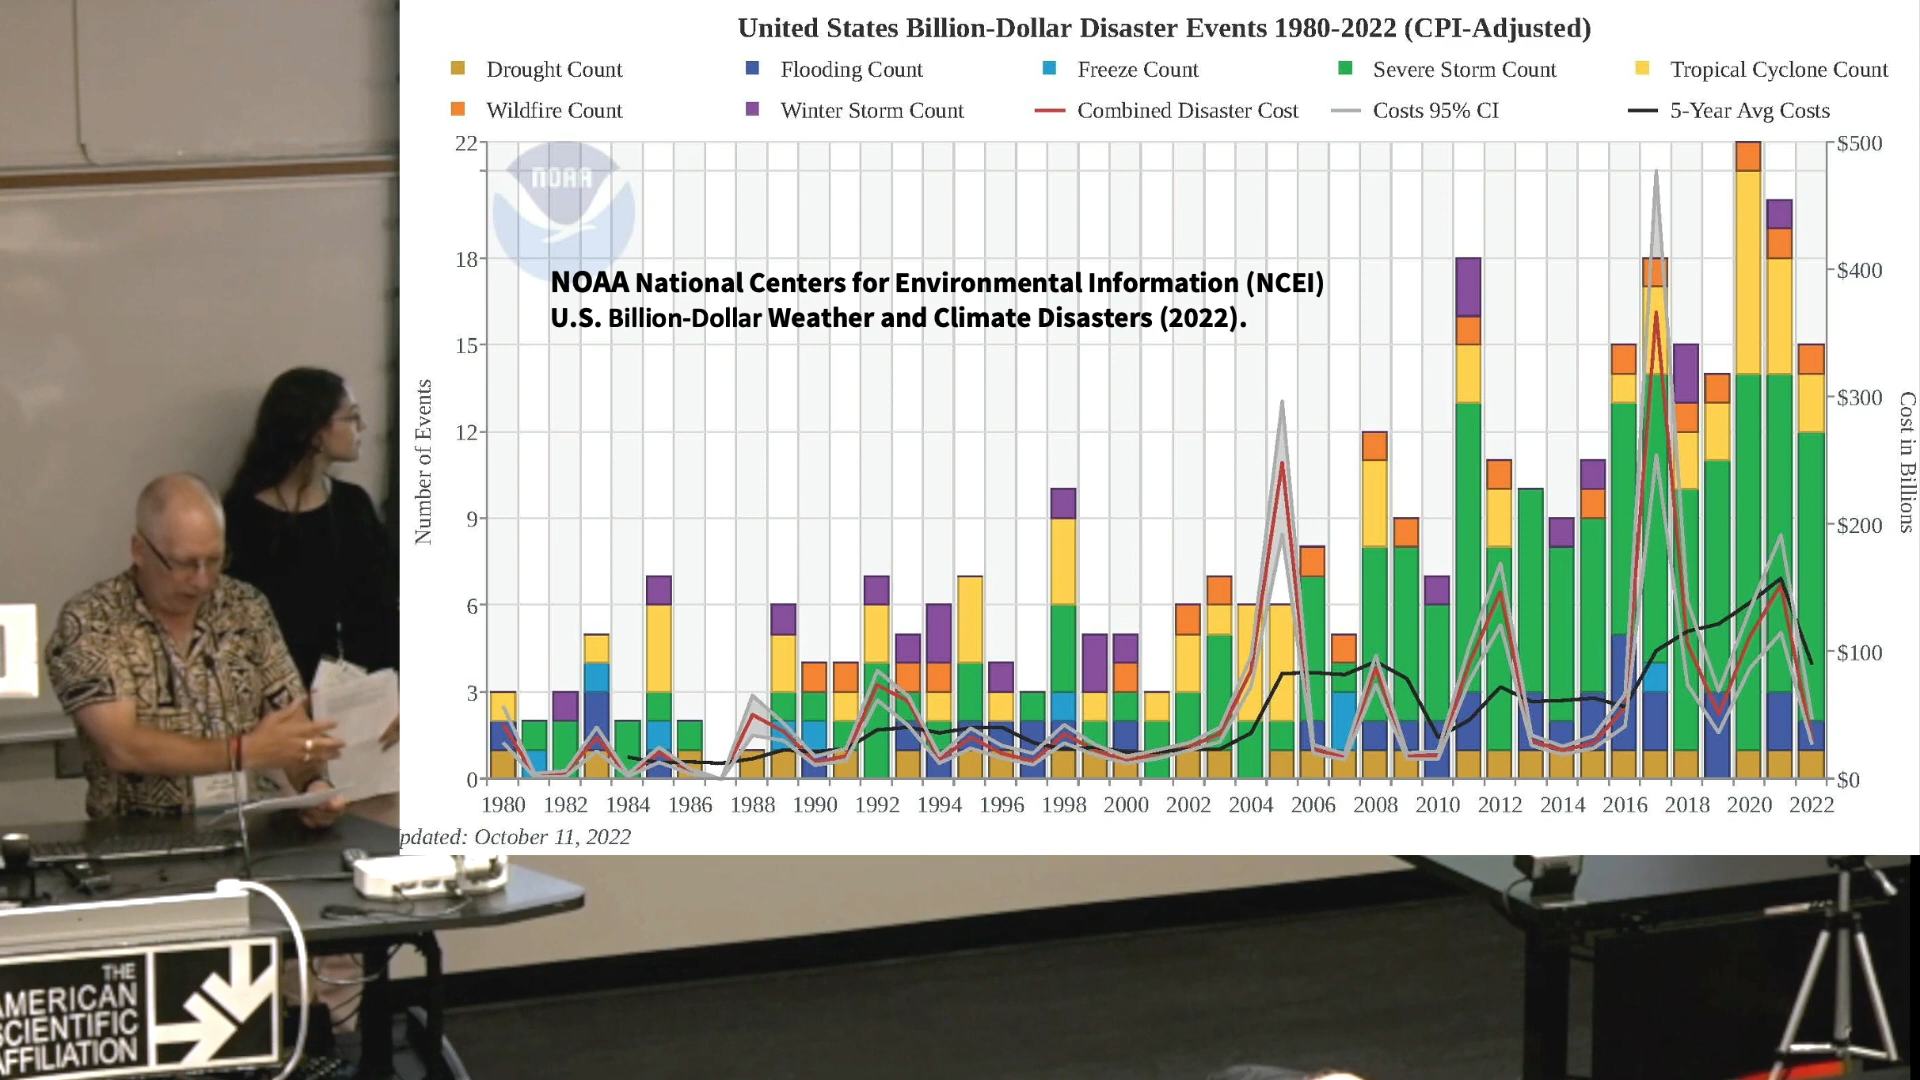 United States Billion-Dollar Disaster Events 1980-2022 (CPI-Adjusted)
Drought Count Flooding Count Freeze Count Severe Storm Count Tropical Cyclone Count
Wildfire Count Winter Storm Count Combined Disaster Cost Costs 95% CI 5-Year Avg Costs
22 $500
NOAA
18 $400
NOAA National Centers for Environmental Information (NCEI)
U.S. Billion-Dollar Weather and Climate Disasters (2022).
15
$300
12
Number of Events
Cost in Billions
9 $200
6
$100
3
0 $0
1980 1982 1984 1986 1988 1990 1992 1994 1996 1998 2000 2002 2004 2006 2008 2010 2012 2014 2016 2018 2020 2022
pdated: October 11, 2022
THE
AMERICAN
SCIENTIFIC
AFFILIATION